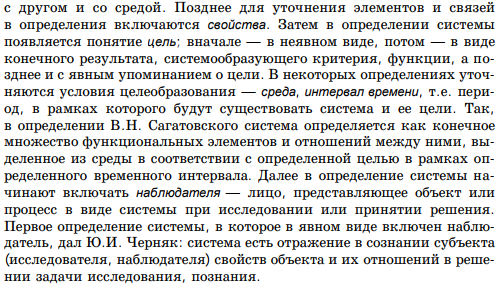 с другом и со средой. Позднее для уточнения элементов и связей
в определения включаются свойства. Затем в определении системы
появляется понятие цель; вначале — в неявном виде, потом — в виде
конечного результата, системообразующего критерия, функции, а по-
зднее и с явным упоминанием о цели. В некоторых определениях уточ-
няются условия целеобразования — среда, интервал времени, т.е. пери-
од, в рамках которого будут существовать система и ее цели. Так,
в определении В.Н. Сагатовского система определяется как конечное
множество функциональных элементов и отношений между ними, вы-
деленное из среды в соответствии с определенной целью в рамках оп-
ределенного временного интервала. Далее в определение системы на-
чинают включать наблюдателя — лицо, представляющее объект или
процесс в виде системы при исследовании или принятии решения.
Первое определение системы, в которое в явном виде включен наблю-
датель, дал Ю.И. Черняк: система есть отражение в сознании субъекта
(исследователя, наблюдателя) свойств объекта и их отношений в реше-
нии задачи исследования, познания.